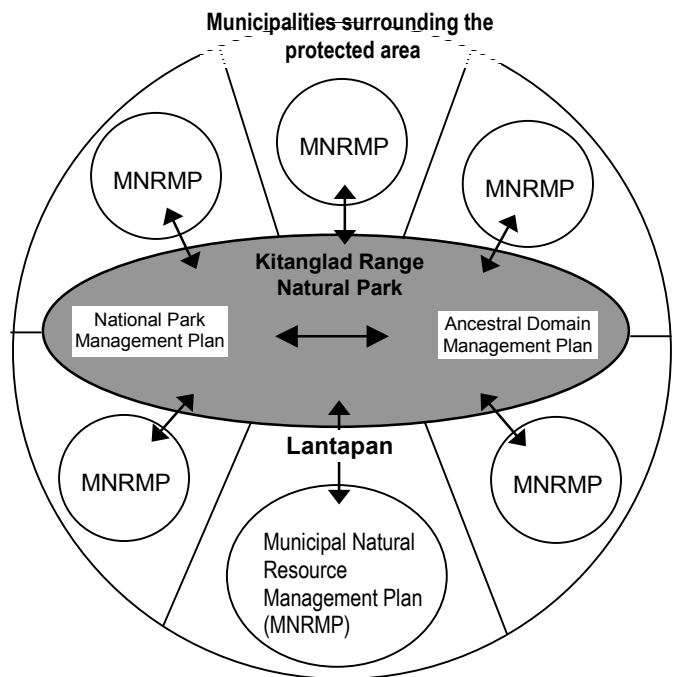 Municipalities surrounding the
protected area
MNRMP
MNRMP
MNRMP
Kitanglad Range
Natural Park
National Park
Management Plan
Ancestral Domain
Management Plan
Lantapan
MNRMP
MNRMP
Municipal Natural
Resource
Management Plan
(MNRMP)